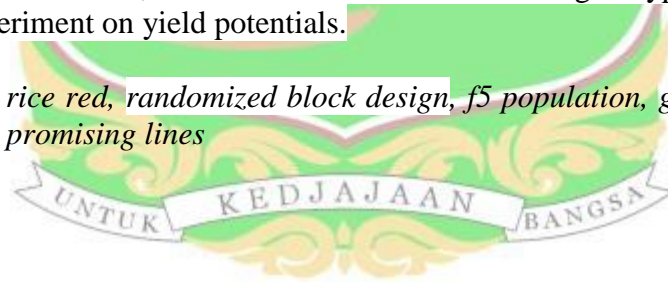 eriment on yield potentials.
rice red, randomized block design, f5 population, g
promising lines
UNTUK KEDJAJAAN BANGSA